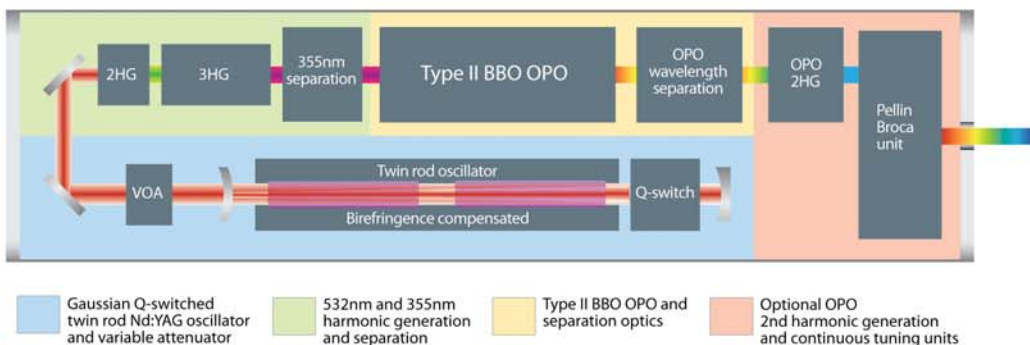 2HG
3HG
355nm
separation
Type II BBO OPO
OPO
wavelength
separation
OPO
2HG
Pellin
Broca
unit
VOA
Twin rod oscillator
Birefringence compensated
Q-switch
Gaussian Q-switched
twin rod Nd:YAG oscillator
and variable attenuator
532nm and 355nm
harmonic generation
and separation
Type II BBO OPO and
separation optics
Optional OPO
2nd harmonic generation
and continuous tuning units